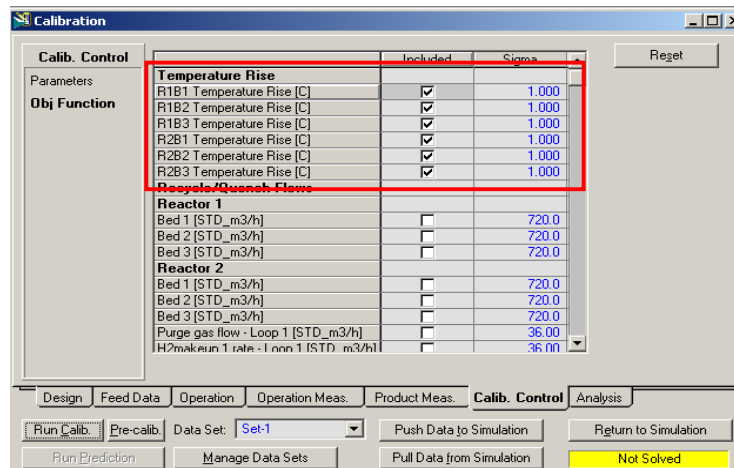 Calibration
Calib. Control
Parameters
Obj Function
Included Sigma
Reset
Temperature Rise
R1B1 Temperature Rise [C] 1.000
R1B2 Temperature Rise [C] 1.000
R1B3 Temperature Rise [C] 1.000
R2B1 Temperature Rise [C] 1.000
R2B2 Temperature Rise [C] 1.000
R2B3 Temperature Rise [C] 1.000
Recycle/Quench Flows
Reactor 1
Bed 1 [STD_m3/h] 720.0
Bed 2 [STD_m3/h] 720.0
Bed 3 [STD_m3/h] 720.0
Reactor 2
Bed 1 [STD_m3/h] 720.0
Bed 2 [STD_m3/h] 720.0
Bed 3 [STD_m3/h] 720.0
Purge gas flow - Loop 1 [STD_m3/h] 36.00
H2makeup 1 rate - Loop 1 [STD_m3/h] 36.00
Design Feed Data Operation Operation Meas. Product Meas. Calib. Control Analysis
Run Calib. Pre-calib. Data Set: Set-1 Push Data to Simulation Return to Simulation
Run Prediction Manage Data Sets Pull Data from Simulation Not Solved